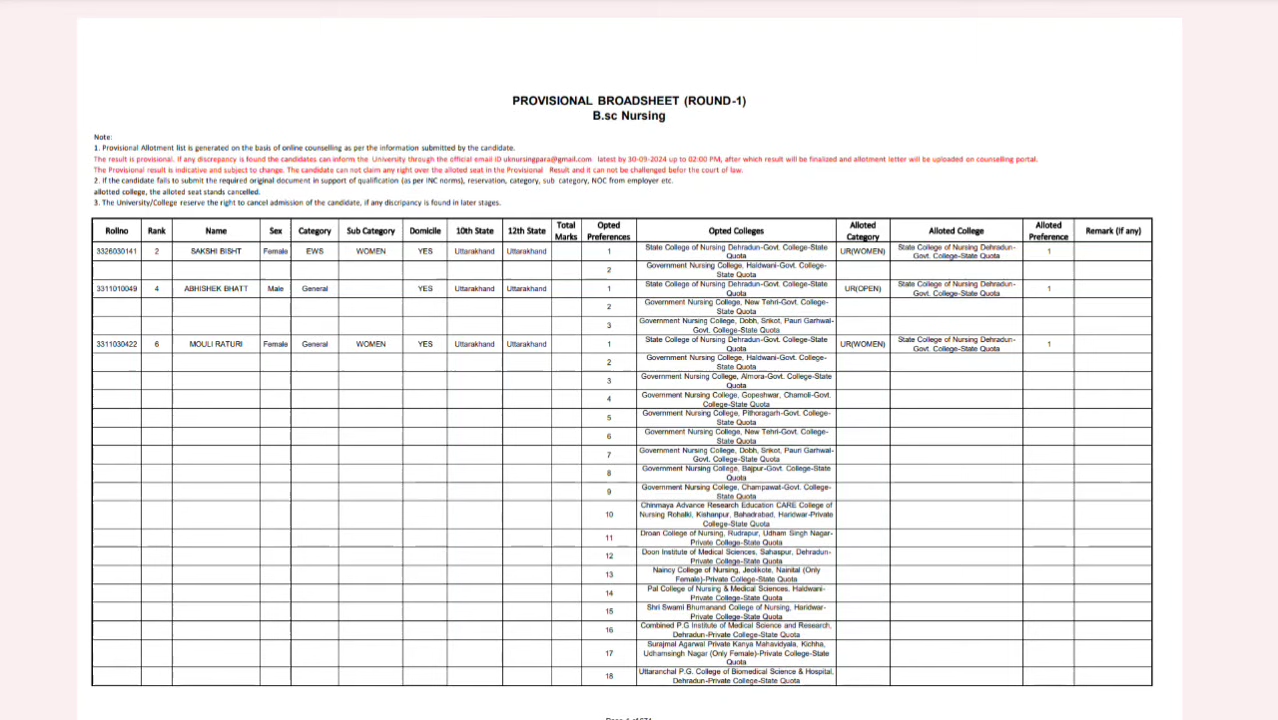 PROVISIONAL BROADSHEET (ROUND-1)
B.sc Nursing
Note:
1. Provisional Allotment list is generated on the basis of online counselling as per the information submitted by the candidate.
The result is provisional. If any discrepancy is found the candidates can inform the University through the official email ID uknursingpara@gmail.com latest by 30-09-2024 up to 02:00 PM, after which result will be finalized and allotment letter will be uploaded on counselling portal.
The Provisional result is indicative and subject to change. The candidate can not claim any right over the alloted seat in the Provisional Result and it can not be challenged befor the court of law.
2. If the candidate fails to submit the required original document in support of qualification (as per INC norms), reservation, category, sub category, NOC from employer etc.
allotted college, the alloted seat stands cancelled.
3. The University/College reserve the right to cancel admission of the candidate, if any discripancy is found in later stages.
Rollno Rank Name Sex Category Sub Category Domicile 10th State 12th State Total Marks Opted Preferences Opted Colleges Alloted Category Alloted College Alloted Preference Remark (if any)
3326030141 2 SAKSHI BISHT Female EWS WOMEN YES Uttarakhand Uttarakhand 1 State College of Nursing Dehradun-Govt. College-State Quota UR(WOMEN) State College of Nursing Dehradun-Govt. College-State Quota 1
2 Government Nursing College, Haldwani-Govt. College-State Quota
3311010049 4 ABHISHEK BHATT Male General YES Uttarakhand Uttarakhand 1 State College of Nursing Dehradun-Govt. College-State Quota UR(OPEN) State College of Nursing Dehradun-Govt. College-State Quota 1
2 Government Nursing College, New Tehri-Govt. College-State Quota
3 Government Nursing College, Dobh, Srikot, Pauri Garhwal-Govt. College-State Quota
3311030422 6 MOULI RATURI Female General WOMEN YES Uttarakhand Uttarakhand 1 State College of Nursing Dehradun-Govt. College-State Quota UR(WOMEN) State College of Nursing Dehradun-Govt. College-State Quota 1
2 Government Nursing College, Haldwani-Govt. College-State Quota
3 Government Nursing College, Almora-Govt. College-State Quota
4 Government Nursing College, Gopeshwar, Chamoli-Govt. College-State Quota
5 Government Nursing College, Pithoragarh-Govt. College-State Quota
6 Government Nursing College, New Tehri-Govt. College-State Quota
7 Government Nursing College, Dobh, Srikot, Pauri Garhwal-Govt. College-State Quota
8 Government Nursing College, Bajpur-Govt. College-State Quota
9 Government Nursing College, Champawat-Govt. College-State Quota
10 Chinmaya Advance Research Education CARE College of Nursing Rohalki, Kishanpur, Bahadrabad, Haridwar-Private College-State Quota
11 Droan College of Nursing, Rudrapur, Udham Singh Nagar-Private College-State Quota
12 Doon Institute of Medical Sciences, Sahaspur, Dehradun-Private College-State Quota
13 Naincy College of Nursing, Jeolikote, Nainital (Only Female)-Private College-State Quota
14 Pal College of Nursing & Medical Sciences, Haldwani-Private College-State Quota
15 Shri Swami Bhumanand College of Nursing, Haridwar-Private College-State Quota
16 Combined P.G Institute of Medical Science and Research, Dehradun-Private College-State Quota
17 Surajmal Agarwal Private Kanya Mahavidyala, Kichha, Udhamsingh Nagar (Only Female)-Private College-State Quota
18 Uttaranchal P.G. College of Biomedical Science & Hospital, Dehradun-Private College-State Quota